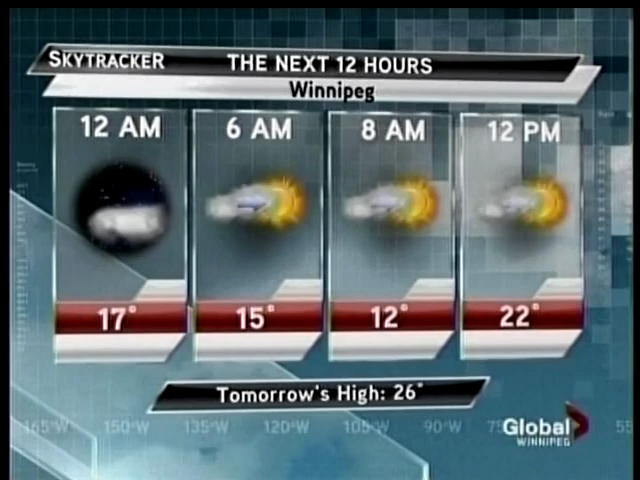 SKYTRACKER THE NEXT 12 HOURS
Winnipeg
12 AM 6 AM 8 AM 12 PM
17° 15° 12° 22°
Tomorrow's High: 26°
165°W 150°W 135°W 120°W 105°W 90°W
Global
WINNIPEG